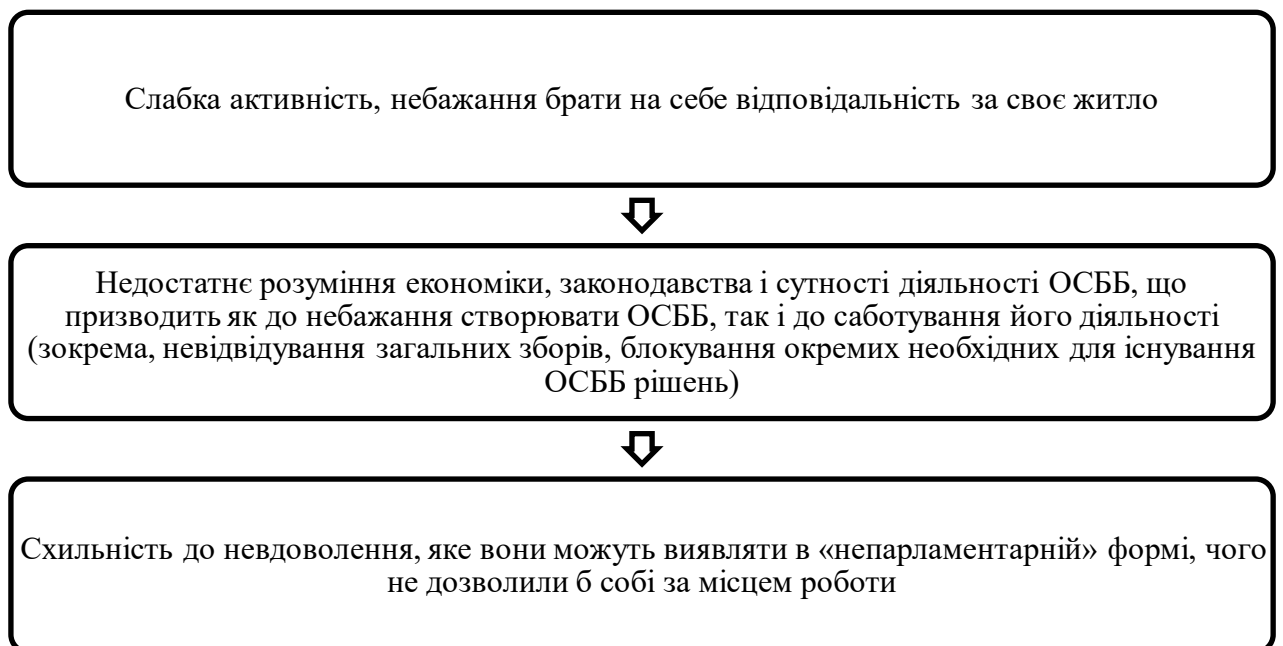 Слабка активність, небажання брати на себе відповідальність за своє житло
Недостатнє розуміння економіки, законодавства і сутності діяльності ОСББ, що
призводить як до небажання створювати ОСББ, так і до саботування його діяльності
(зокрема, невідвідування загальних зборів, блокування окремих необхідних для існування
ОСББ рішень)
Схильність до невдоволення, яке вони можуть виявляти в «непарламентарній» формі, чого
не дозволили б собі за місцем роботи